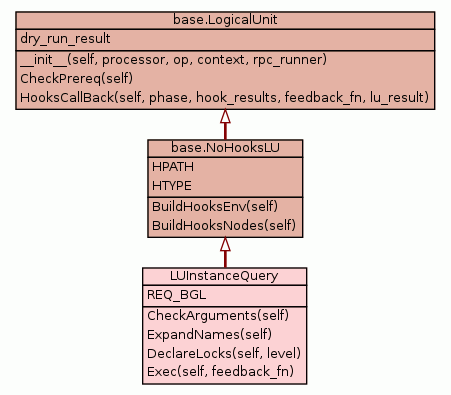 base.LogicalUnit
dry_run_result
__init__(self, processor, op, context, rpc_runner)
CheckPrereq(self)
HooksCallBack(self, phase, hook_results, feedback_fn, lu_result)
base.NoHooksLU
HPATH
HTYPE
BuildHooksEnv(self)
BuildHooksNodes(self)
LUInstanceQuery
REQ_BGL
CheckArguments(self)
ExpandNames(self)
DeclareLocks(self, level)
Exec(self, feedback_fn)